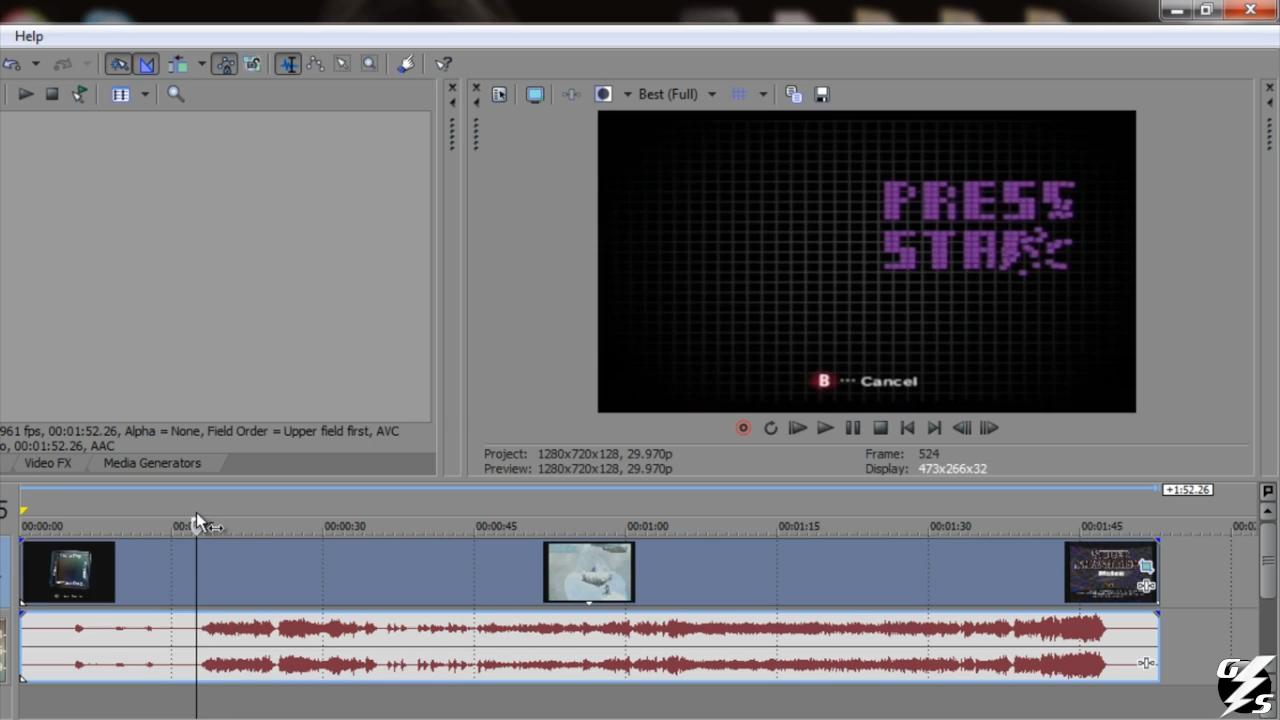 Help
Best (Full)
PRESS
START
B ··· Cancel
961 fps, 00:01:52.26, Alpha = None, Field Order = Upper field first, AVC
o, 00:01:52.26, AAC
Video FX
Media Generators
Project: 1280x720x128, 29.970p
Frame: 524
Preview: 1280x720x128, 29.970p
Display: 473x266x32
+1:52.26
00:00:00
00:00:30
00:00:45
00:01:00
00:01:15
00:01:30
00:01:45
G S